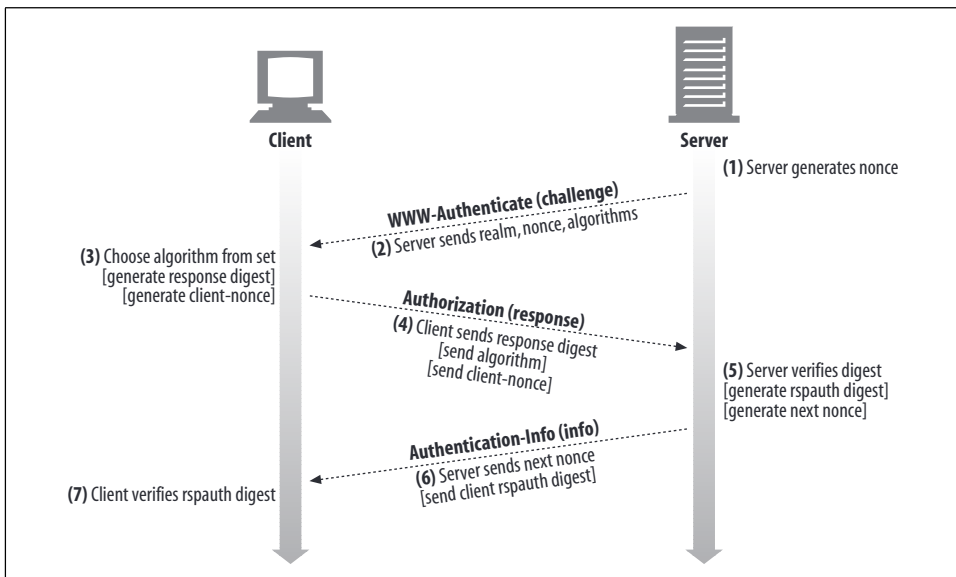 Client
Server
(1) Server generates nonce
WWW-Authenticate (challenge)
(2) Server sends realm, nonce, algorithms
(3) Choose algorithm from set
[generate response digest]
[generate client-nonce]
Authorization (response)
(4) Client sends response digest
[send algorithm]
[send client-nonce]
(5) Server verifies digest
[generate rspauth digest]
[generate next nonce]
Authentication-Info (info)
(6) Server sends next nonce
[send client rspauth digest]
(7) Client verifies rspauth digest